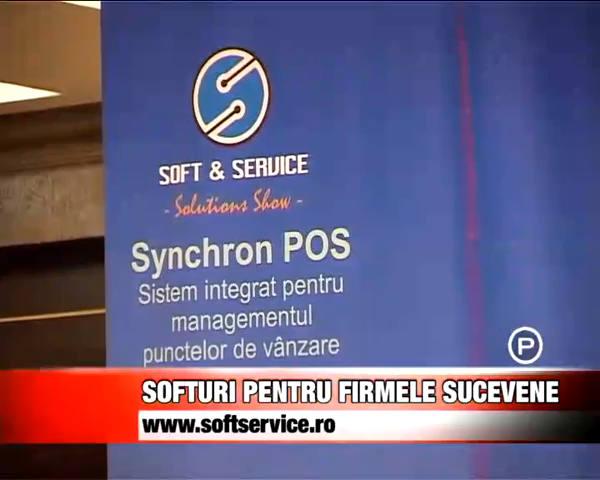 SOFT & SERVICE
- Solutions Show -
Synchron POS
Sistem integrat pentru
managementul
punctelor de vânzare
P
SOFTURI PENTRU FIRMELE SUCEVENE
www.softservice.ro